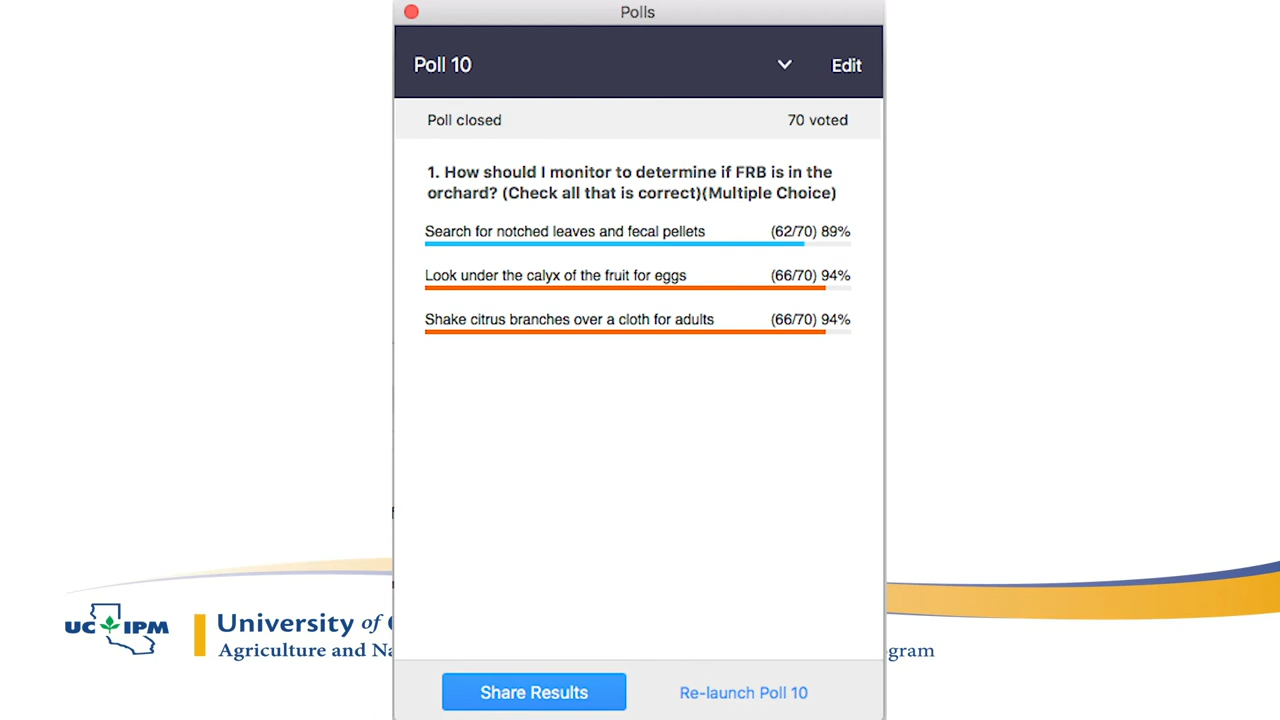 Polls
Poll 10
Edit
Poll closed
70 voted
1. How should I monitor to determine if FRB is in the
orchard? (Check all that is correct)(Multiple Choice)
Search for notched leaves and fecal pellets (62/70) 89%
Look under the calyx of the fruit for eggs (66/70) 94%
Shake citrus branches over a cloth for adults (66/70) 94%
UC IPM
University of
Agriculture and
Share Results
Re-launch Poll 10